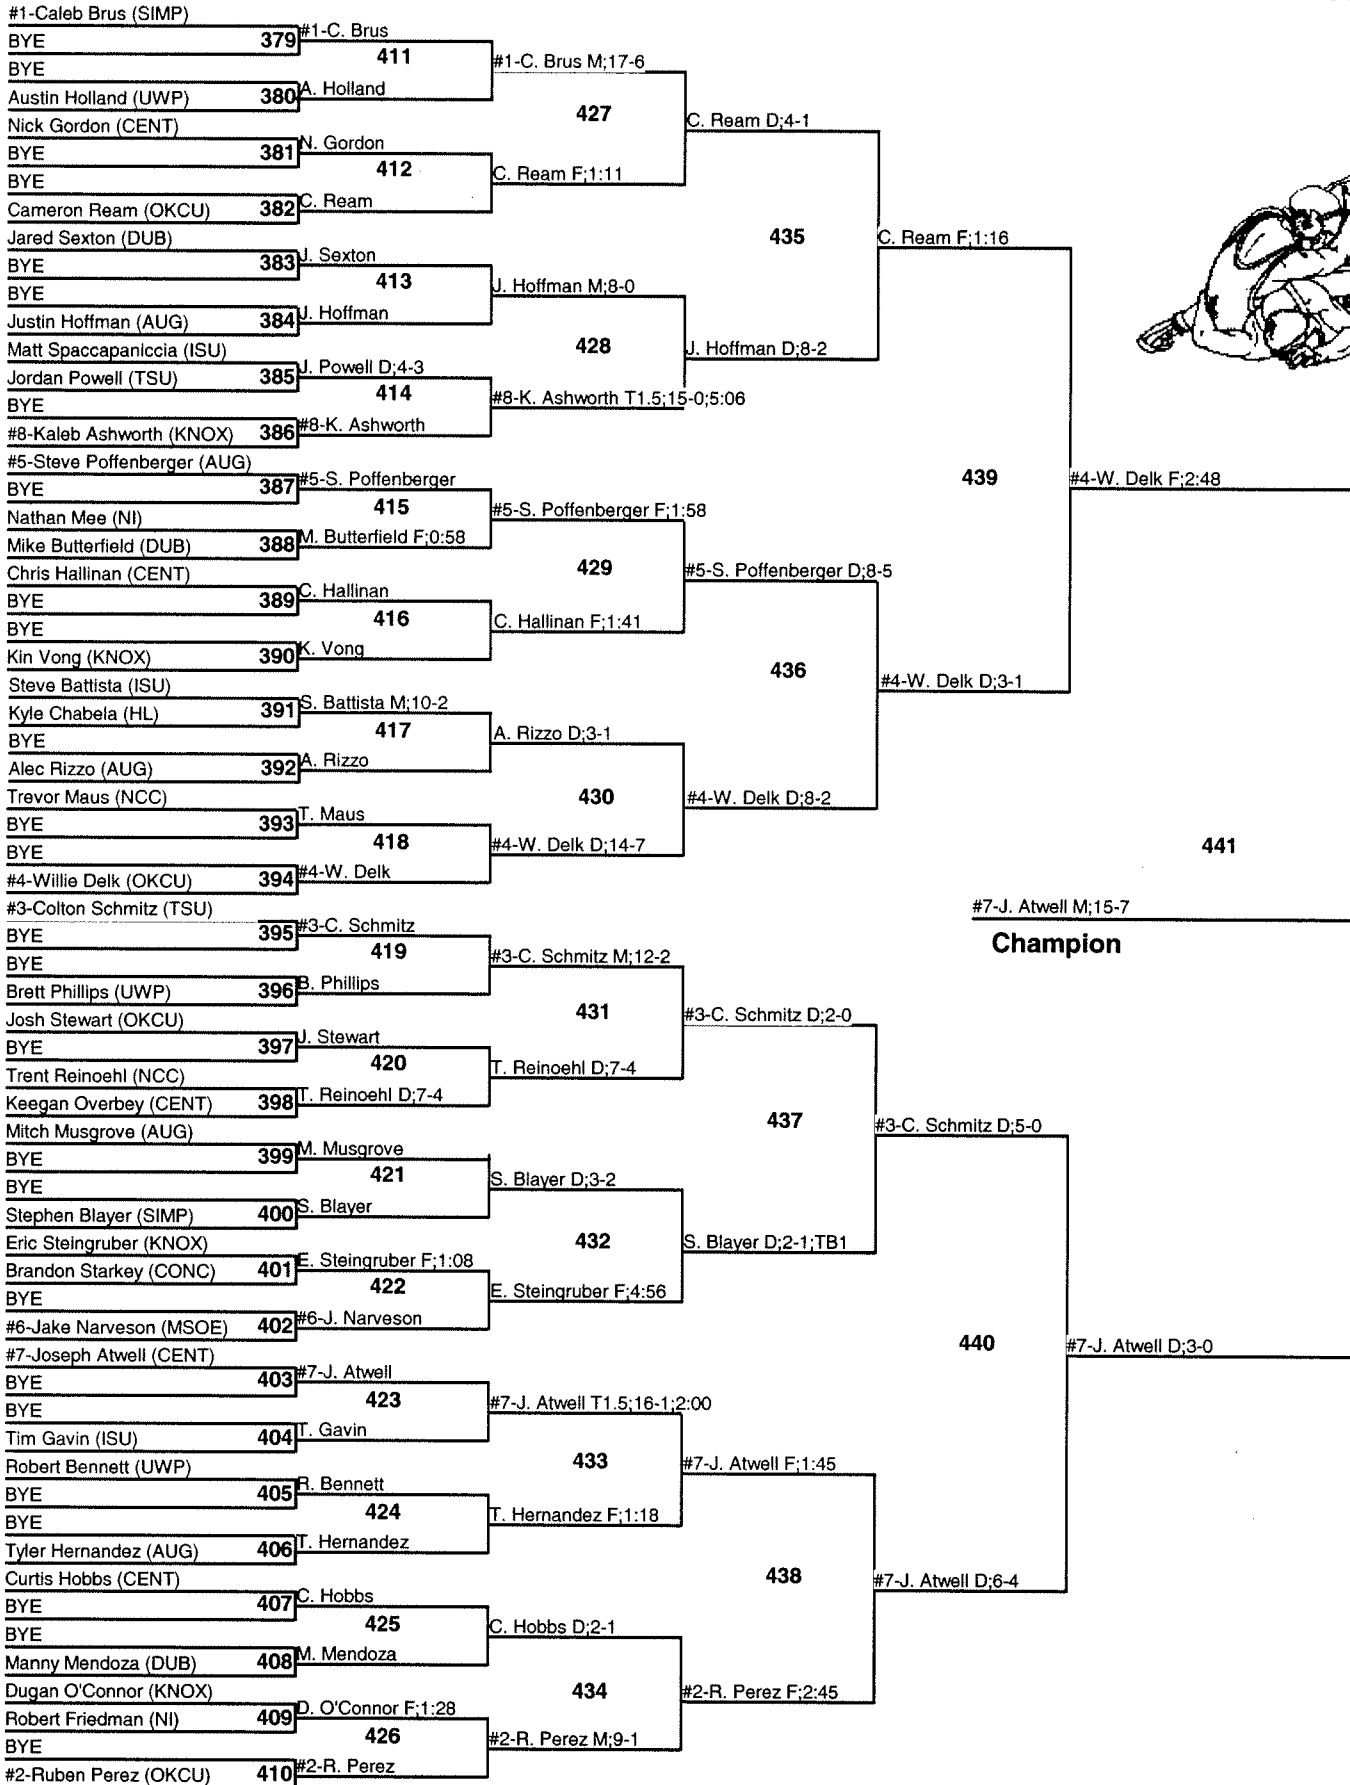 #1-Caleb Brus (SIMP)
BYE 379
BYE
Austin Holland (UWP) 380
Nick Gordon (CENT)
BYE 381
BYE
Cameron Ream (OKCU) 382
Jared Sexton (DUB)
BYE 383
BYE
Justin Hoffman (AUG) 384
Matt Spaccapaniccia (ISU)
Jordan Powell (TSU) 385
BYE
#8-Kaleb Ashworth (KNOX) 386
#5-Steve Poffenberger (AUG)
BYE 387
Nathan Mee (NI)
Mike Butterfield (DUB) 388
Chris Hallinan (CENT)
BYE 389
BYE
Kin Vong (KNOX) 390
Steve Battista (ISU)
Kyle Chabela (HL) 391
BYE
Alec Rizzo (AUG) 392
Trevor Maus (NCC)
BYE 393
BYE
#4-Willie Delk (OKCU) 394
#3-Colton Schmitz (TSU)
BYE 395
BYE
Brett Phillips (UWP) 396
Josh Stewart (OKCU)
BYE 397
Trent Reinoehl (NCC)
Keegan Overbey (CENT) 398
Mitch Musgrove (AUG)
BYE 399
BYE
Stephen Blayer (SIMP) 400
Eric Steingruber (KNOX)
Brandon Starkey (CONC) 401
BYE
#6-Jake Narveson (MSOE) 402
#7-Joseph Atwell (CENT)
BYE 403
BYE
Tim Gavin (ISU) 404
Robert Bennett (UWP)
BYE 405
BYE
Tyler Hernandez (AUG) 406
Curtis Hobbs (CENT)
BYE 407
BYE
Manny Mendoza (DUB) 408
Dugan O'Connor (KNOX)
Robert Friedman (NI) 409
BYE
#2-Ruben Perez (OKCU) 410
#1-C. Brus
411
A. Holland
N. Gordon
412
C. Ream
J. Sexton
413
J. Hoffman
J. Powell D;4-3
414
#8-K. Ashworth
#5-S. Poffenberger
415
M. Butterfield F;0:58
C. Hallinan
416
K. Vong
S. Battista M;10-2
417
A. Rizzo
T. Maus
418
#4-W. Delk
#3-C. Schmitz
419
B. Phillips
J. Stewart
420
T. Reinoehl D;7-4
M. Musgrove
421
S. Blayer
E. Steingruber F;1:08
422
#6-J. Narveson
#7-J. Atwell
423
T. Gavin
R. Bennett
424
T. Hernandez
C. Hobbs
425
M. Mendoza
D. O'Connor F;1:28
426
#2-R. Perez
#1-C. Brus M;17-6
427
C. Ream F;1:11
J. Hoffman M;8-0
428
#8-K. Ashworth T1.5;15-0;5:06
#5-S. Poffenberger F;1:58
429
C. Hallinan F;1:41
A. Rizzo D;3-1
430
#4-W. Delk D;14-7
#3-C. Schmitz M;12-2
431
T. Reinoehl D;7-4
S. Blayer D;3-2
432
E. Steingruber F;4:56
#7-J. Atwell T1.5;16-1;2:00
433
T. Hernandez F;1:18
C. Hobbs D;2-1
434
#2-R. Perez M;9-1
C. Ream D;4-1
435
J. Hoffman D;8-2
#5-S. Poffenberger D;8-5
436
#4-W. Delk D;8-2
#3-C. Schmitz D;2-0
437
S. Blayer D;2-1;TB1
#7-J. Atwell F;1:45
438
#2-R. Perez F;2:45
C. Ream F;1:16
439
#4-W. Delk D;3-1
#3-C. Schmitz D;5-0
440
#7-J. Atwell D;6-4
#4-W. Delk F;2:48
441
#7-J. Atwell D;3-0
#7-J. Atwell M;15-7
Champion